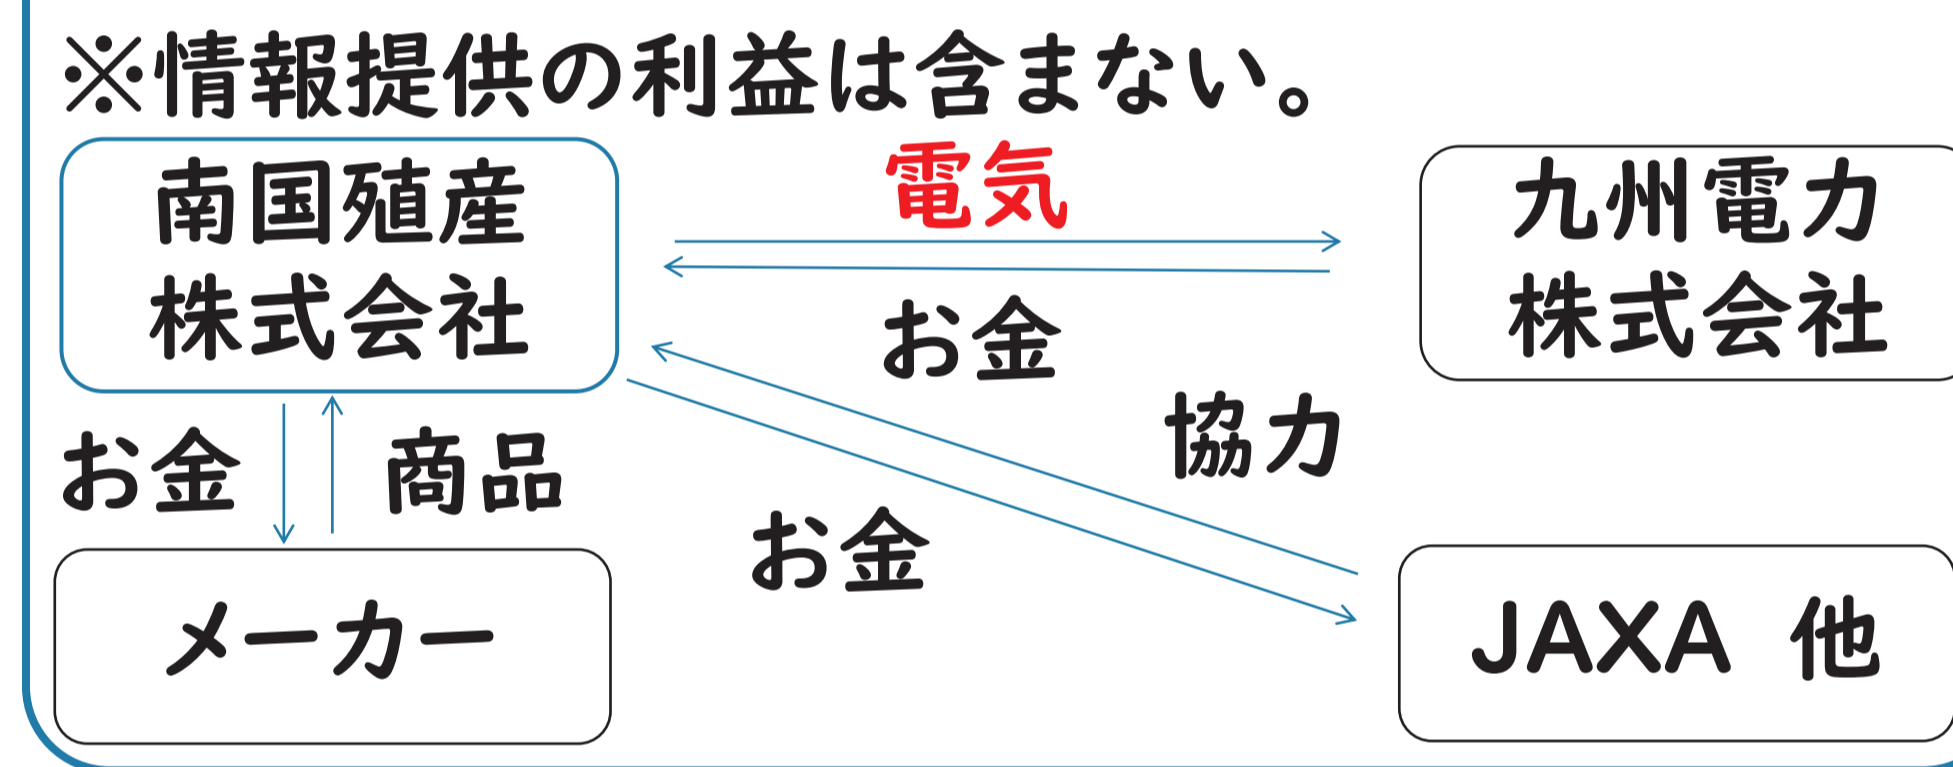 ※情報提供の利益は含まない。
南国殖産
株式会社
電気
九州電力
株式会社
お金
協力
お金
商品
お金
メーカー
JAXA 他